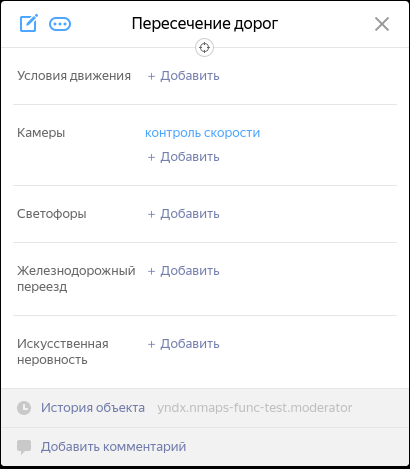 Пересечение дорог
Условия движения + Добавить
Камеры контроль скорости
+ Добавить
Светофоры + Добавить
Железнодорожный + Добавить
переезд
Искусственная + Добавить
неровность
История объекта yndx.nmaps-func-test.moderator
Добавить комментарий